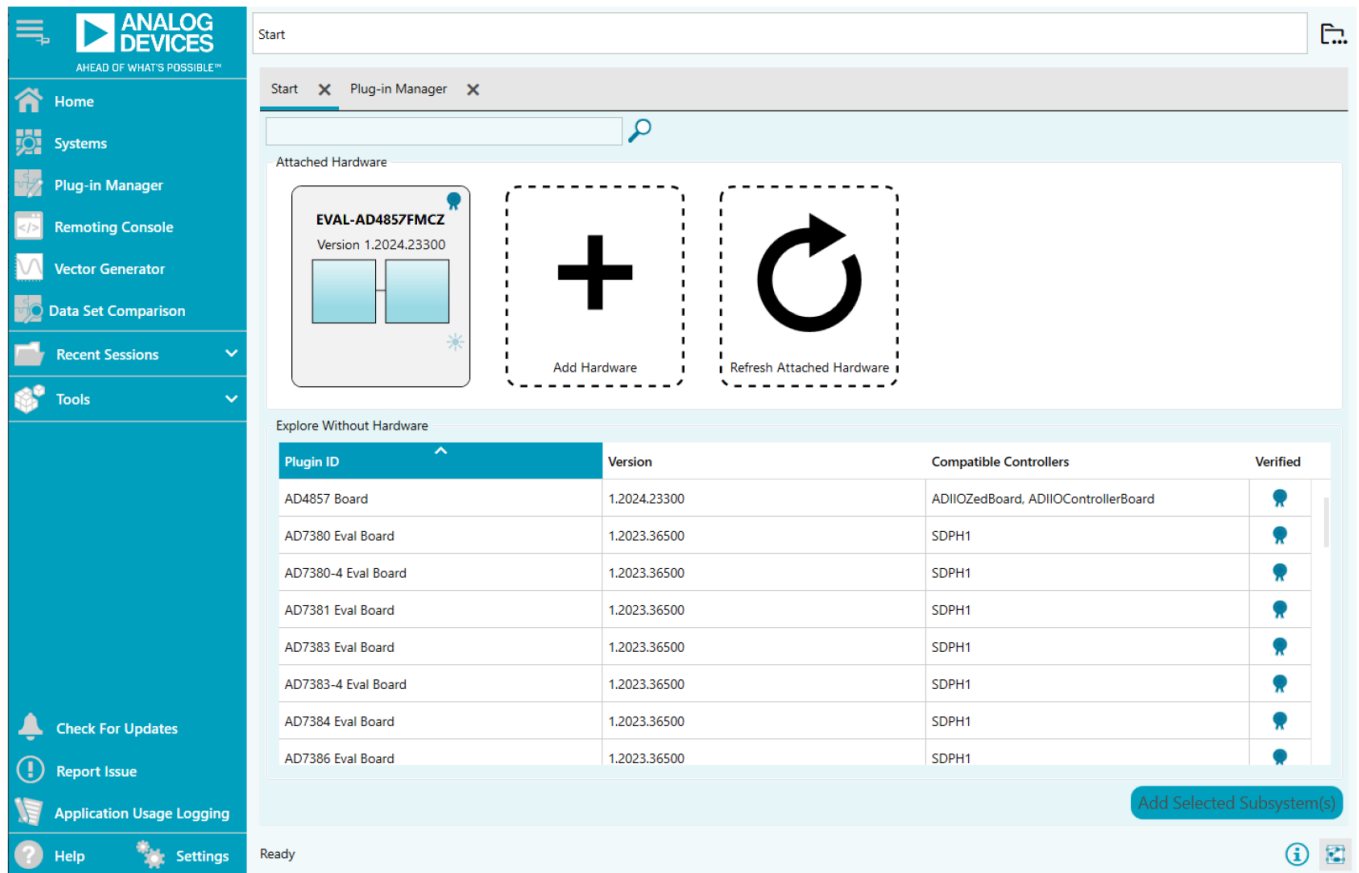 ANALOG
DEVICES
AHEAD OF WHAT'S POSSIBLE™
Home
Systems
Plug-in Manager
Remoting Console
Vector Generator
Data Set Comparison
Recent Sessions
Tools
Check For Updates
Report Issue
Application Usage Logging
Help Settings
Start
Start Plug-in Manager
Attached Hardware
EVAL-AD4857FMCZ
Version 1.2024.23300
Add Hardware
Refresh Attached Hardware
Explore Without Hardware
Plugin ID Version Compatible Controllers Verified
AD4857 Board 1.2024.23300 ADIIOZedBoard, ADIIOControllerBoard
AD7380 Eval Board 1.2023.36500 SDPH1
AD7380-4 Eval Board 1.2023.36500 SDPH1
AD7381 Eval Board 1.2023.36500 SDPH1
AD7383 Eval Board 1.2023.36500 SDPH1
AD7383-4 Eval Board 1.2023.36500 SDPH1
AD7384 Eval Board 1.2023.36500 SDPH1
AD7386 Eval Board 1.2023.36500 SDPH1
Add Selected Subsystem(s)
Ready